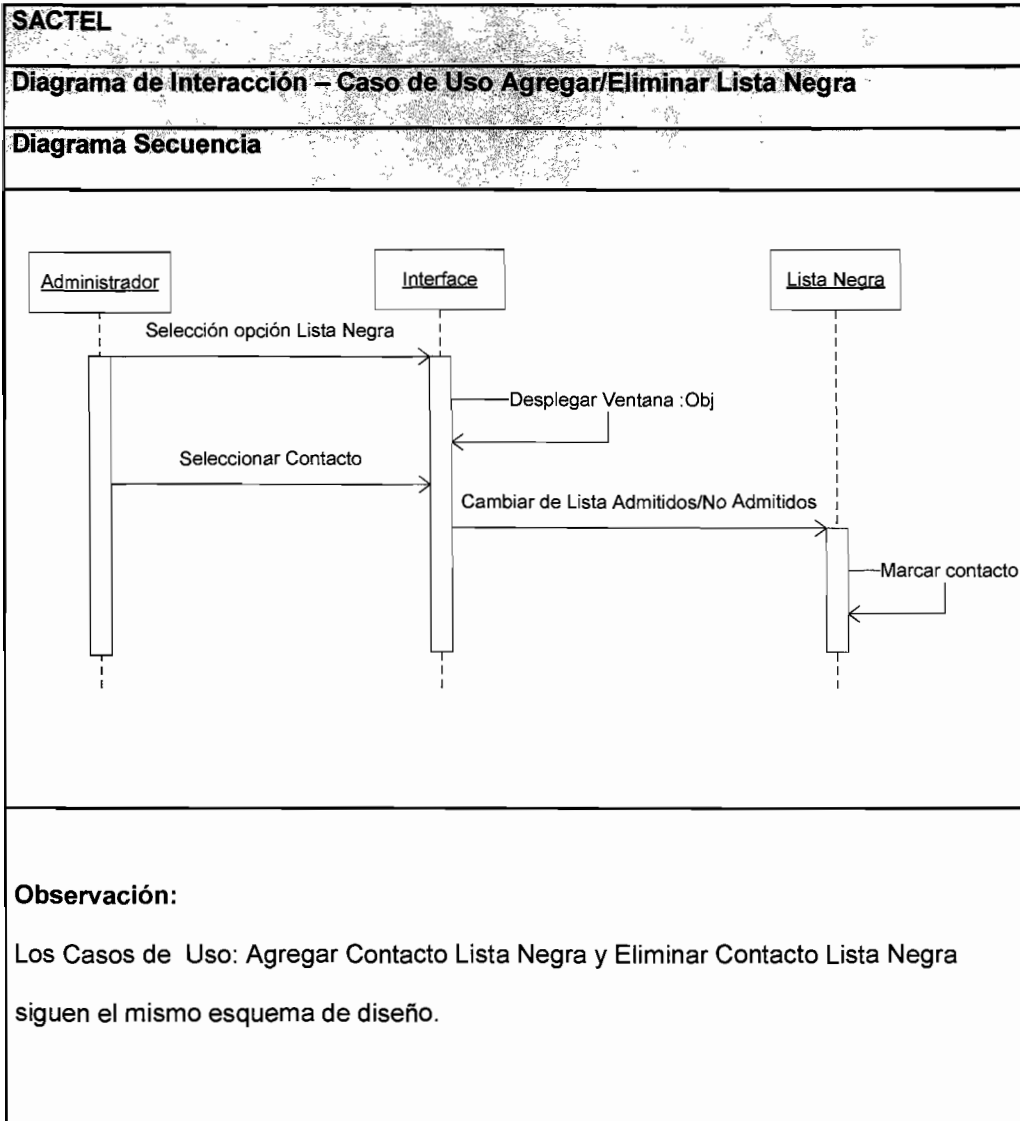 SACTEL
Diagrama de Interacción – Caso de Uso Agregar/Eliminar Lista Negra
Diagrama Secuencia
Administrador
Interface
Lista Negra
Selección opción Lista Negra
Desplegar Ventana :Obj
Seleccionar Contacto
Cambiar de Lista Admitidos/No Admitidos
Marcar contacto
Observación:
Los Casos de Uso: Agregar Contacto Lista Negra y Eliminar Contacto Lista Negra
siguen el mismo esquema de diseño.